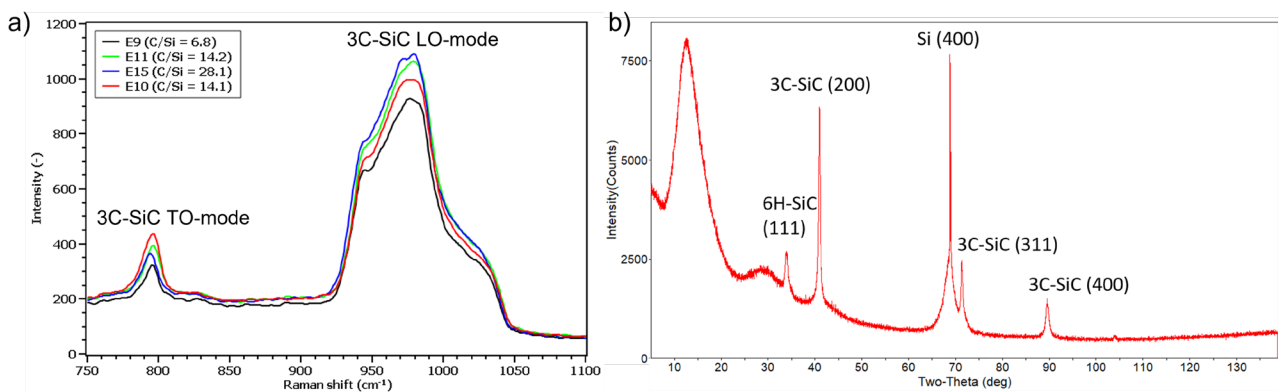 a)
1200
1000
800
600
400
200
0
Intensity (-)
E9 (C/Si = 6.8)
E11 (C/Si = 14.2)
E15 (C/Si = 28.1)
E10 (C/Si = 14.1)
3C-SiC LO-mode
3C-SiC TO-mode
750 800 850 900 950 1000 1050 1100
Raman shift (cm⁻¹)
b)
7500
5000
2500
0
Intensity(Counts)
Si (400)
3C-SiC (200)
6H-SiC
(111)
3C-SiC (311)
3C-SiC (400)
10 20 30 40 50 60 70 80 90 100 110 120 130
Two-Theta (deg)